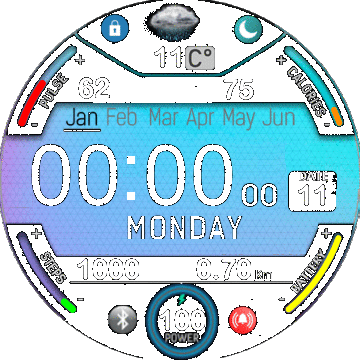 11 C°
+ 62 75 +
PULSE CALORIES
- Jan Feb Mar Apr May Jun -
00:00 00
DATE 11
MONDAY
+ 1000 0.70 Km +
STEPS
- 100 -
POWER